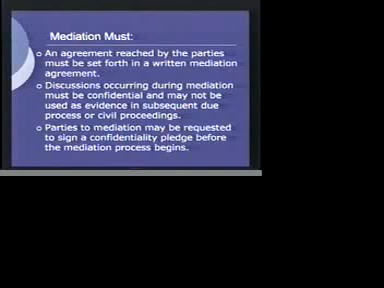 Mediation Must:
o An agreement reached by the parties
must be set forth in a written mediation
agreement.
o Discussions occurring during mediation
must be confidential and may not be
used as evidence in subsequent due
process or civil proceedings.
o Parties to mediation may be requested
to sign a confidentiality pledge before
the mediation process begins.